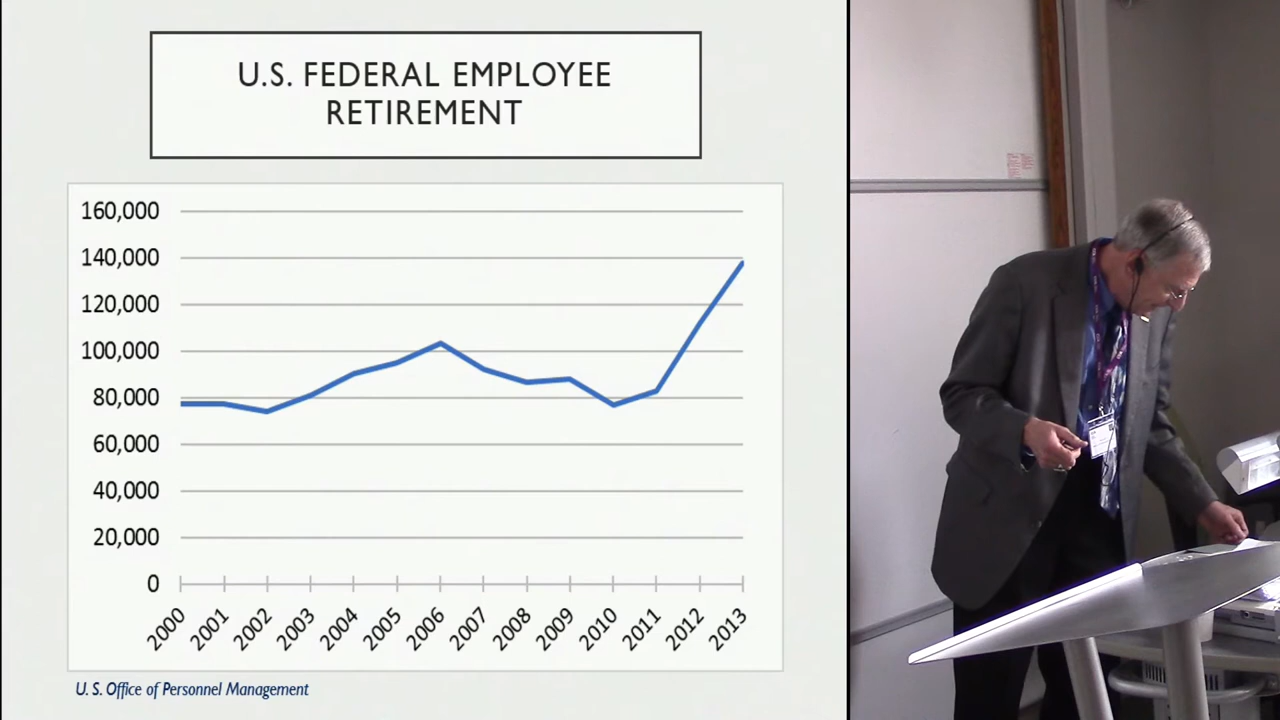 U.S. FEDERAL EMPLOYEE
RETIREMENT
160,000
140,000
120,000
100,000
80,000
60,000
40,000
20,000
0
2000 2001 2002 2003 2004 2005 2006 2007 2008 2009 2010 2011 2012 2013
U. S. Office of Personnel Management